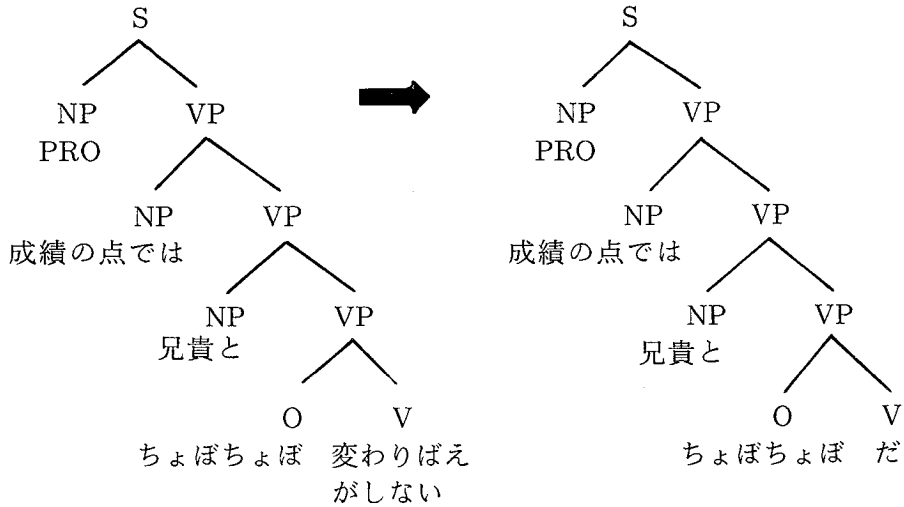 S
NP VP
PRO
NP VP
成績の点では
NP VP
兄貴と
O V
ちょぼちょぼ 変わりばえ
がしない
S
NP VP
PRO
NP VP
成績の点では
NP VP
兄貴と
O V
ちょぼちょぼ だ